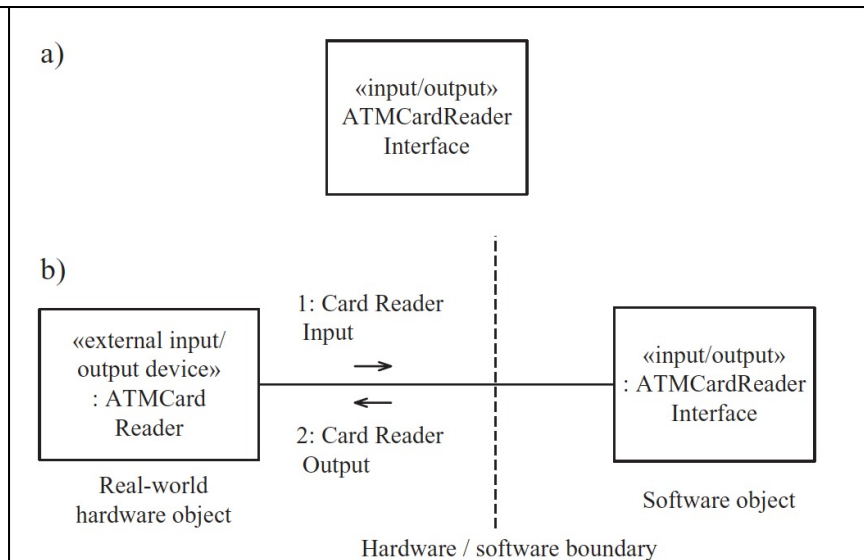 a)
«input/output»
ATMCardReader
Interface
b)
1: Card Reader
Input
«external input/
output device»
: ATMCard
Reader
«input/output»
: ATMCardReader
Interface
2: Card Reader
Output
Real-world
hardware object
Software object
Hardware / software boundary